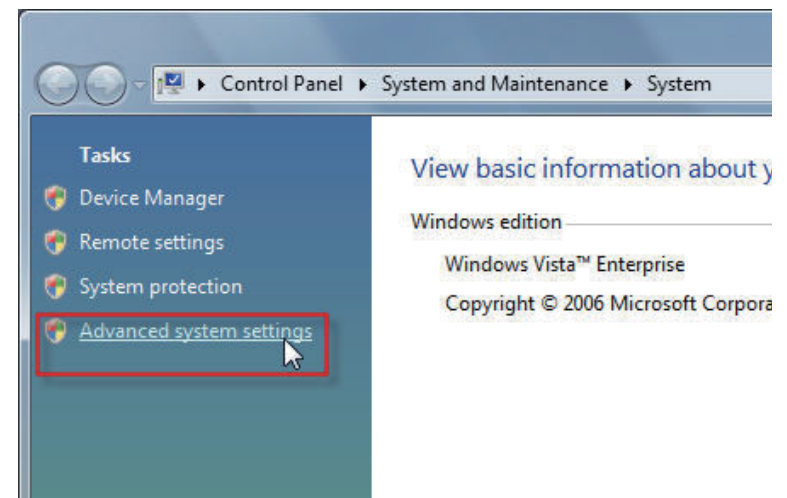 Control Panel System and Maintenance System
Tasks
Device Manager
Remote settings
System protection
Advanced system settings
View basic information about y
Windows edition
Windows Vista™ Enterprise
Copyright © 2006 Microsoft Corpora